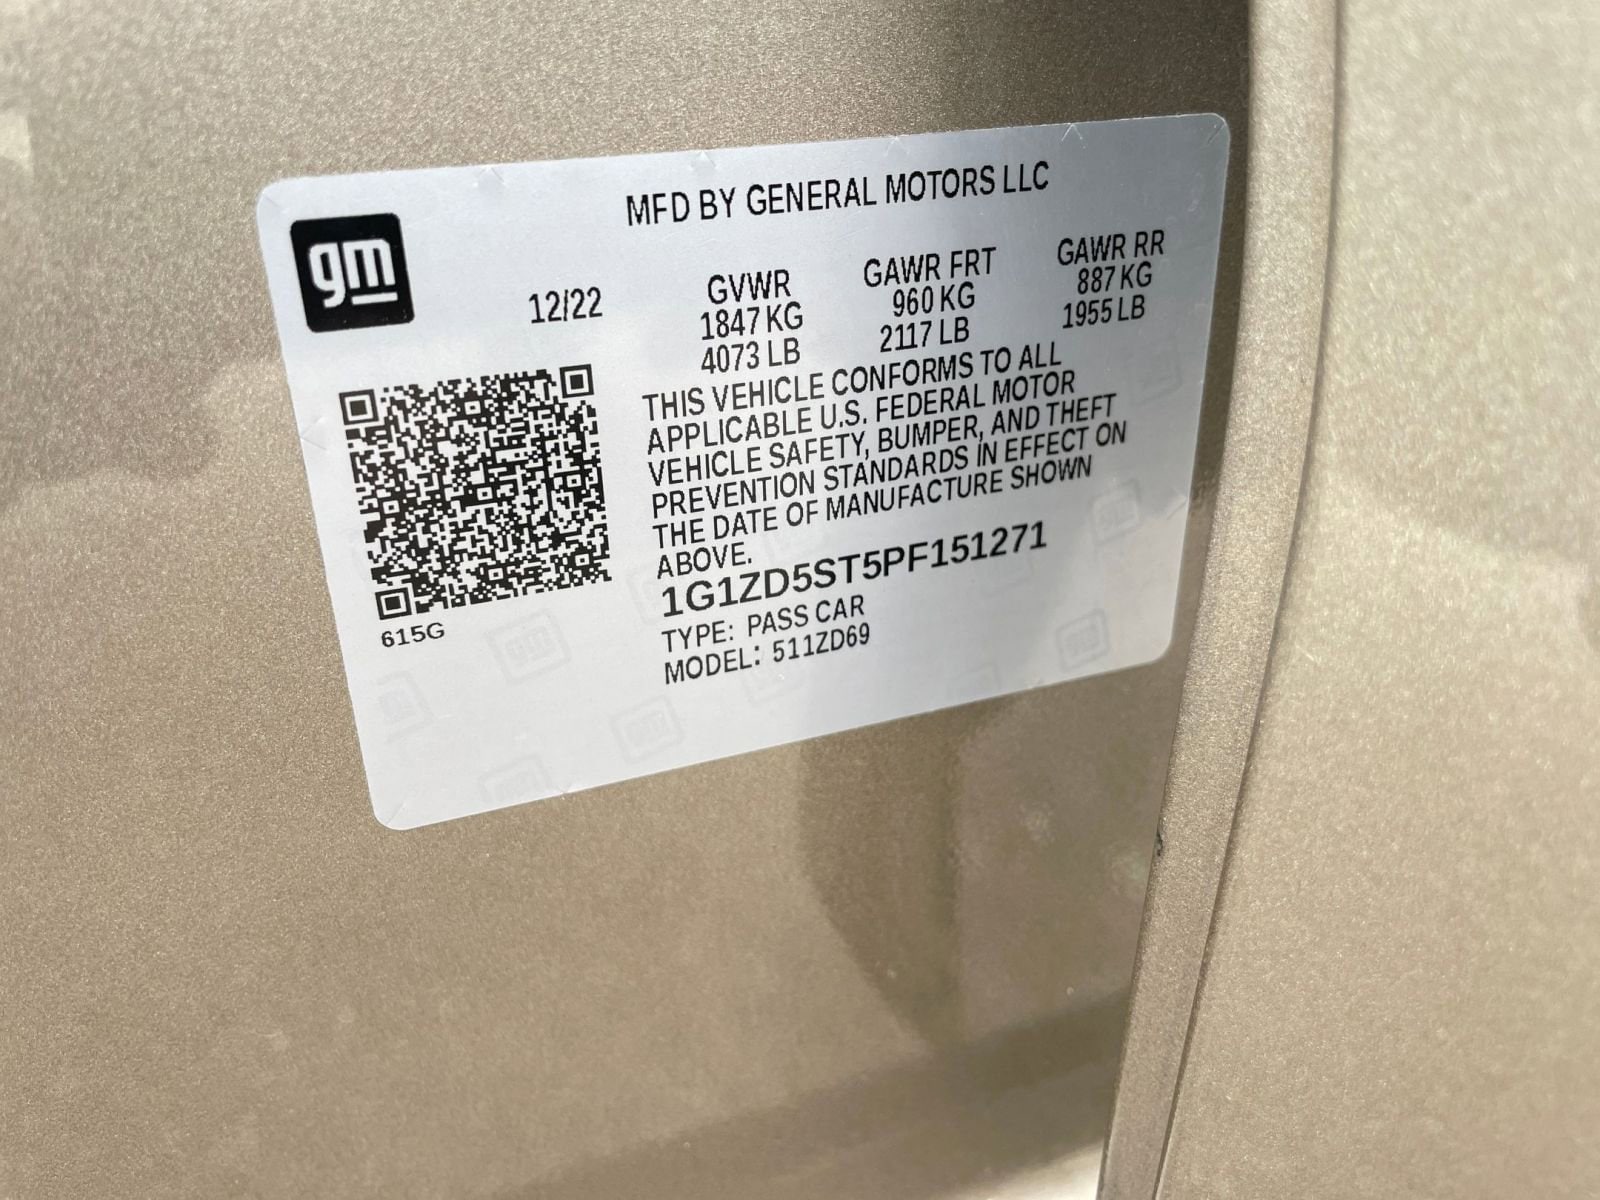 MFD BY GENERAL MOTORS LLC
gm
12/22
GVWR
1847 KG
4073 LB
GAWR FRT
960 KG
2117 LB
GAWR RR
887 KG
1955 LB
THIS VEHICLE CONFORMS TO ALL
APPLICABLE U.S. FEDERAL MOTOR
VEHICLE SAFETY, BUMPER, AND THEFT
PREVENTION STANDARDS IN EFFECT ON
THE DATE OF MANUFACTURE SHOWN
ABOVE.
1G1ZD5ST5PF151271
TYPE: PASS CAR
MODEL: 511ZD69
615G